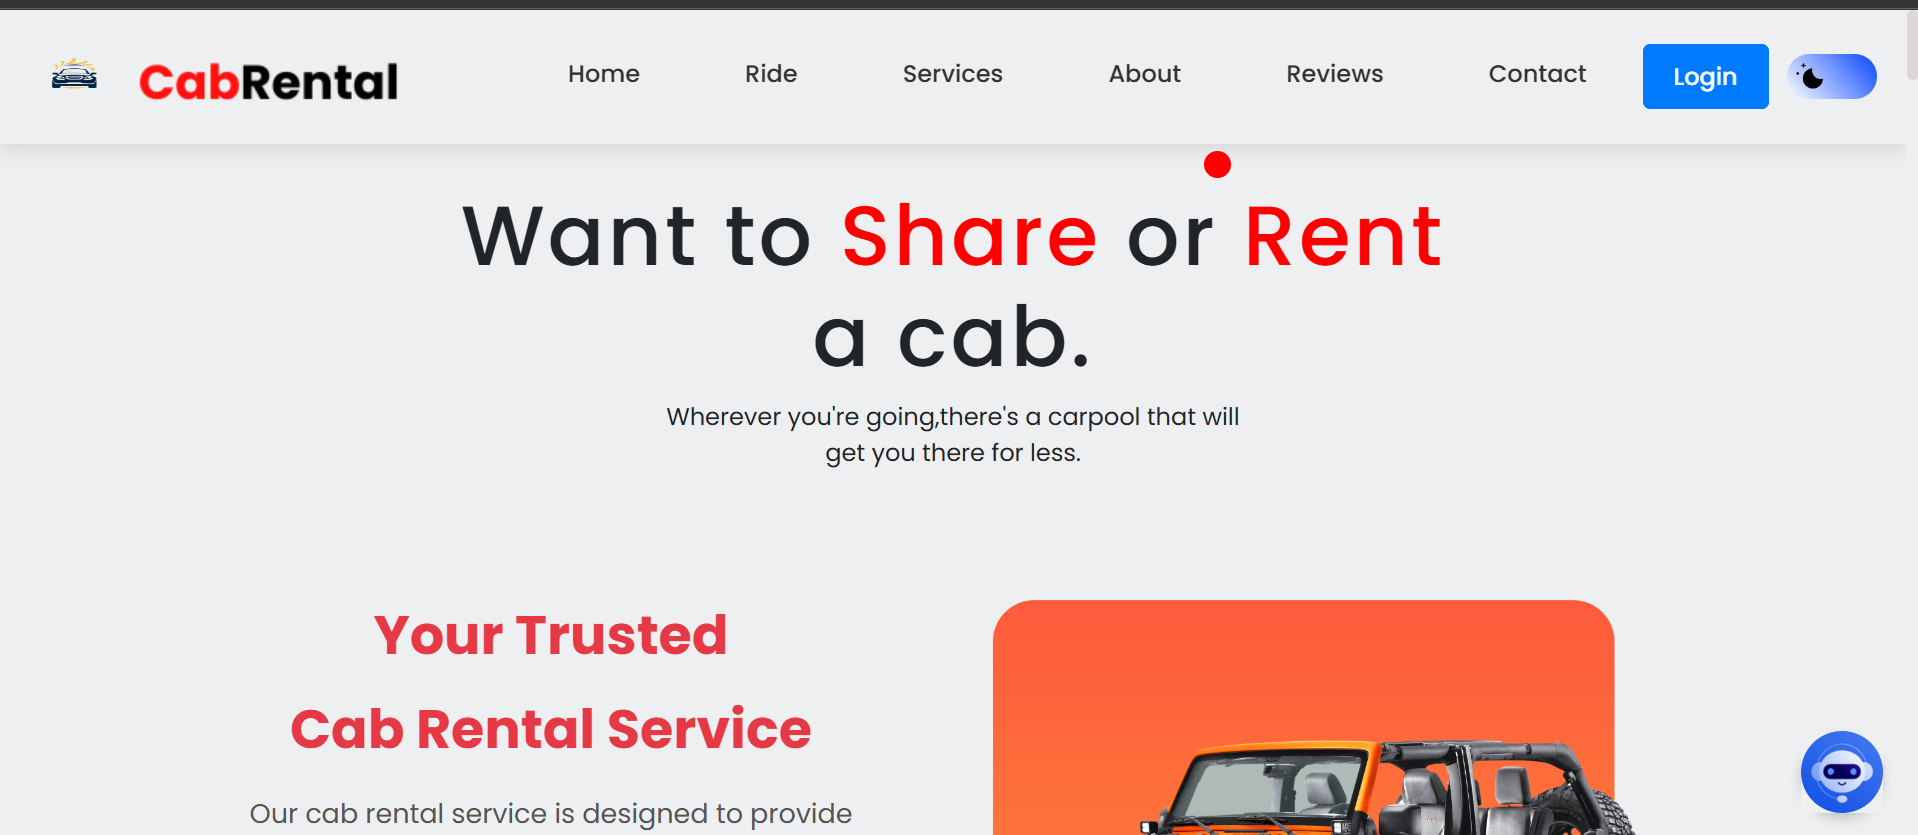 CabRental
Home Ride Services About Reviews Contact Login
Want to Share or Rent
a cab.
Wherever you're going,there's a carpool that will
get you there for less.
Your Trusted
Cab Rental Service
Our cab rental service is designed to provide